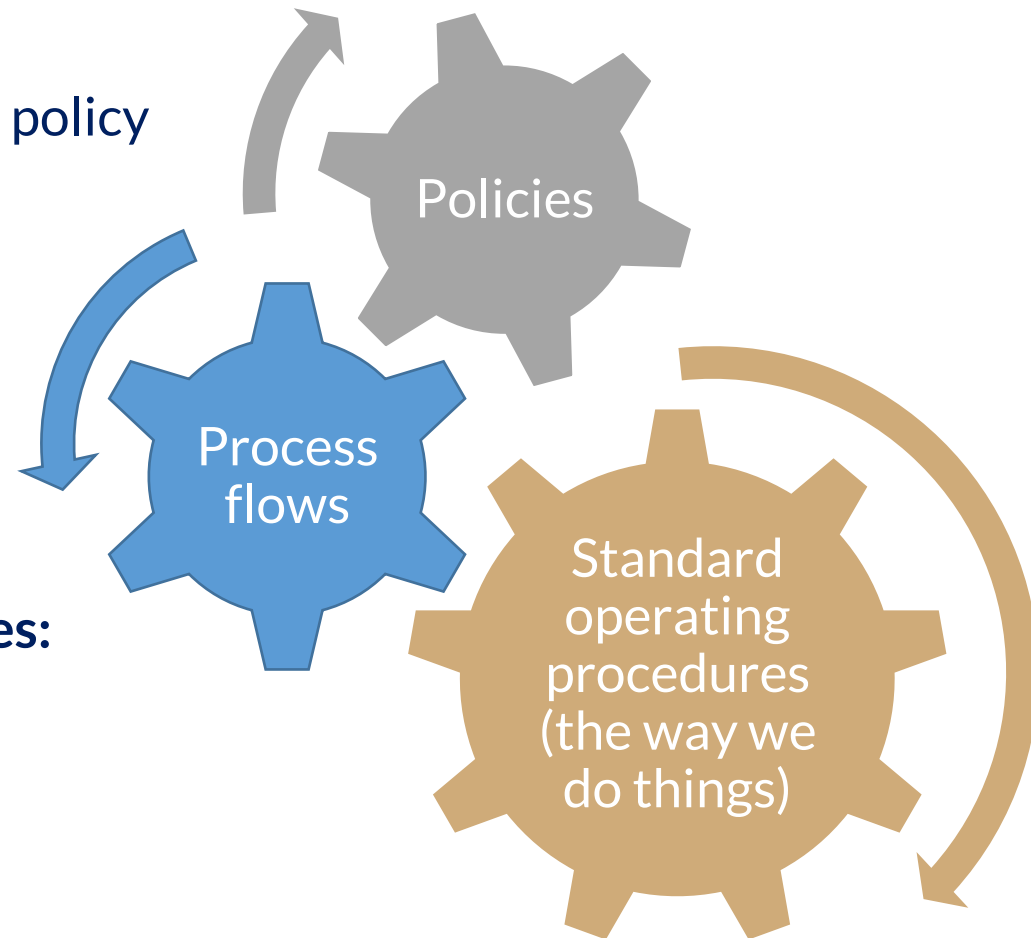 policy
Policies
Process
flows
es:
Standard
operating
procedures
(the way we
do things)